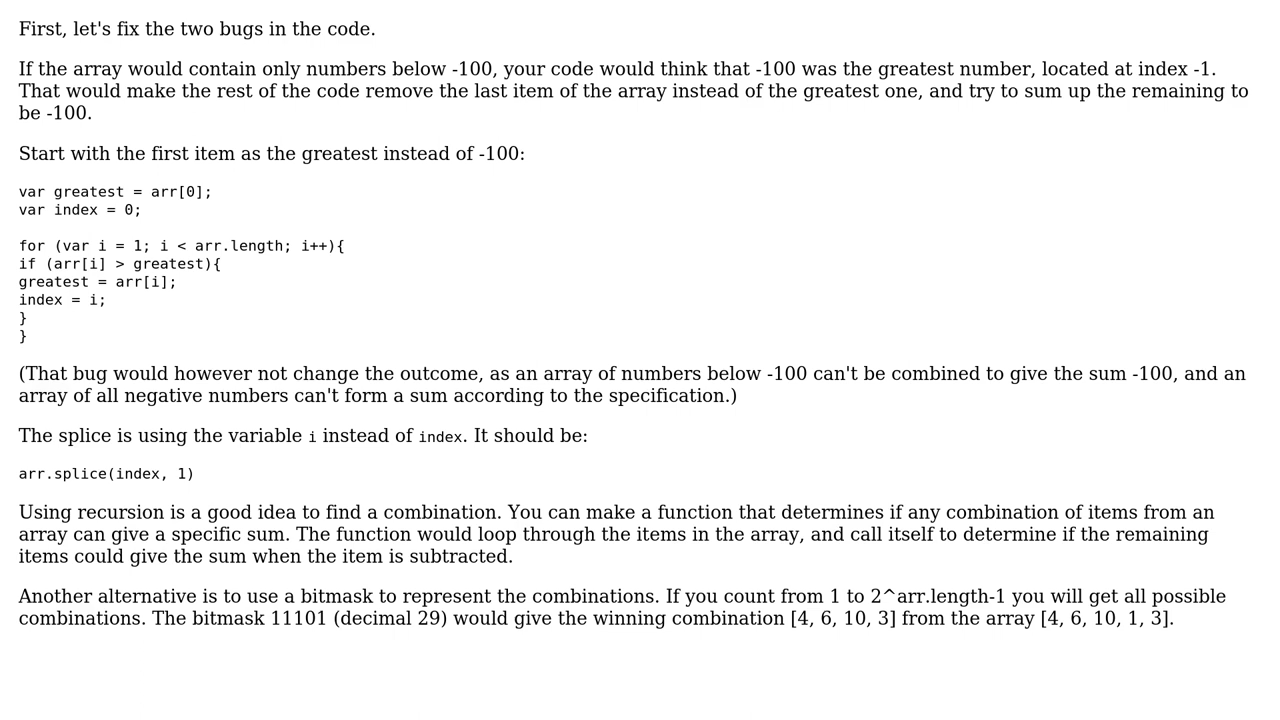 First, let's fix the two bugs in the code.
If the array would contain only numbers below -100, your code would think that -100 was the greatest number, located at index -1.
That would make the rest of the code remove the last item of the array instead of the greatest one, and try to sum up the remaining to
be -100.
Start with the first item as the greatest instead of -100:
var greatest = arr[0];
var index = 0;
for (var i = 1; i < arr.length; i++){
if (arr[i] > greatest){
greatest = arr[i];
index = i;
}
}
(That bug would however not change the outcome, as an array of numbers below -100 can't be combined to give the sum -100, and an
array of all negative numbers can't form a sum according to the specification.)
The splice is using the variable i instead of index. It should be:
arr.splice(index, 1)
Using recursion is a good idea to find a combination. You can make a function that determines if any combination of items from an
array can give a specific sum. The function would loop through the items in the array, and call itself to determine if the remaining
items could give the sum when the item is subtracted.
Another alternative is to use a bitmask to represent the combinations. If you count from 1 to 2^arr.length-1 you will get all possible
combinations. The bitmask 11101 (decimal 29) would give the winning combination [4, 6, 10, 3] from the array [4, 6, 10, 1, 3].